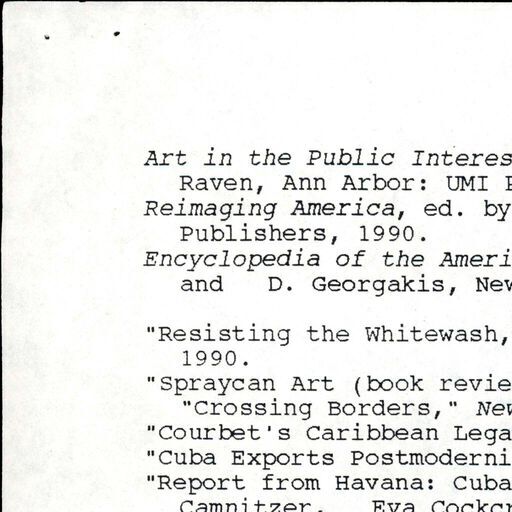 Art in the Public Interes
Raven, Ann Arbor: UMI P
Reimaging America, ed. by
Publishers, 1990.
Encyclopedia of the Ameri
and D. Georgakis, New
"Resisting the Whitewash,
1990.
"Spraycan Art (book revie
"Crossing Borders," New
"Courbet's Caribbean Lega
"Cuba Exports Postmoderni
"Report from Havana: Cuba
Camnitzer, Eva Cockcr